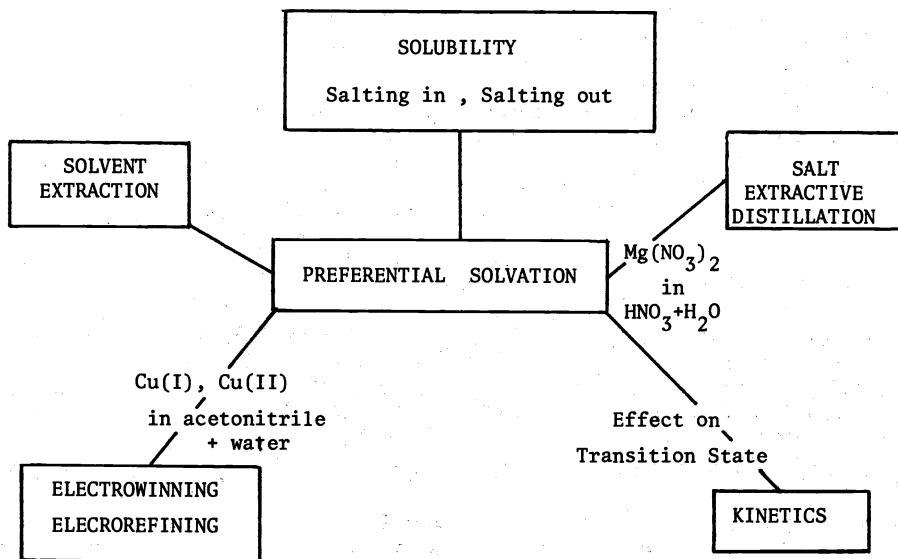 SOLUBILITY
Salting in , Salting out
SOLVENT
EXTRACTION
SALT
EXTRACTIVE
DISTILLATION
PREFERENTIAL SOLVATION
Mg(NO3)2
in
HNO3+H2O
Cu(I), Cu(II)
in acetonitrile
+ water
Effect on
Transition State
ELECTROWINNING
ELECROREFINING
KINETICS